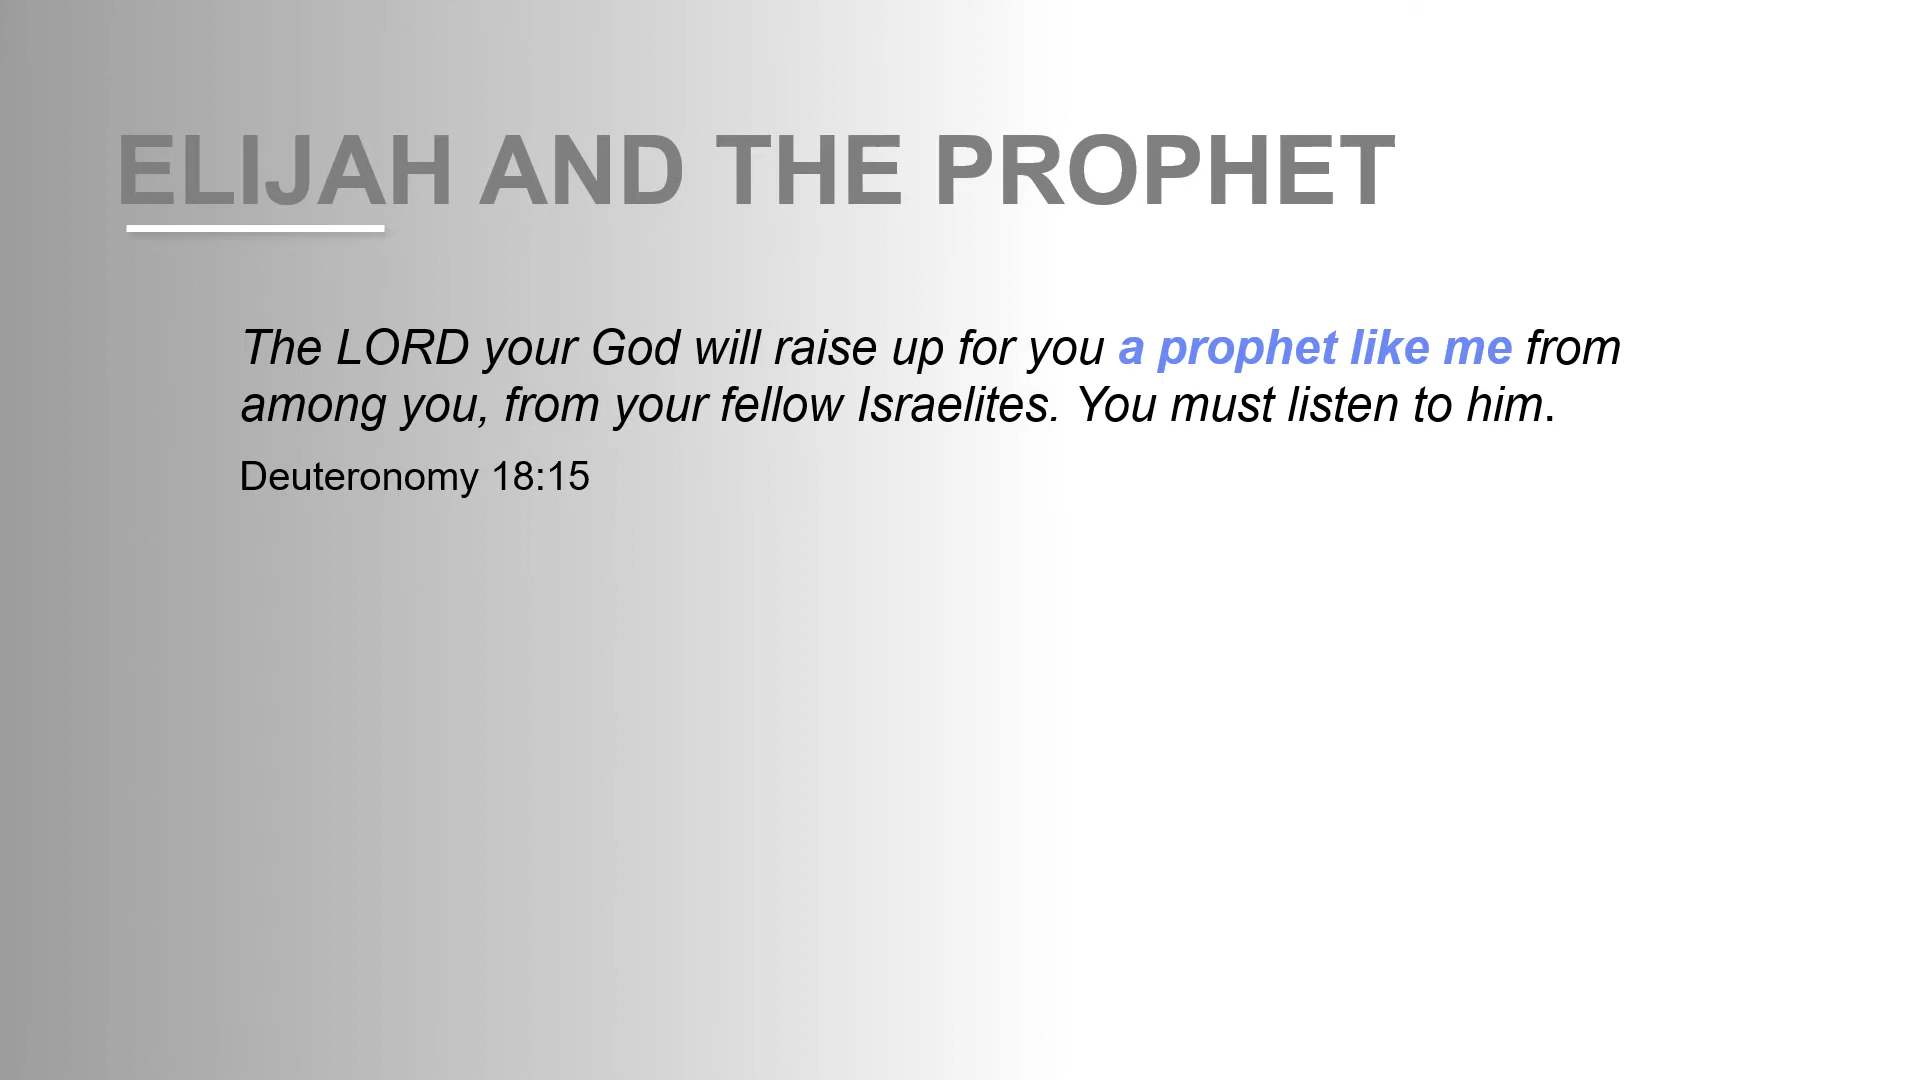 ELIJAH AND THE PROPHET
The LORD your God will raise up for you a prophet like me from
among you, from your fellow Israelites. You must listen to him.
Deuteronomy 18:15